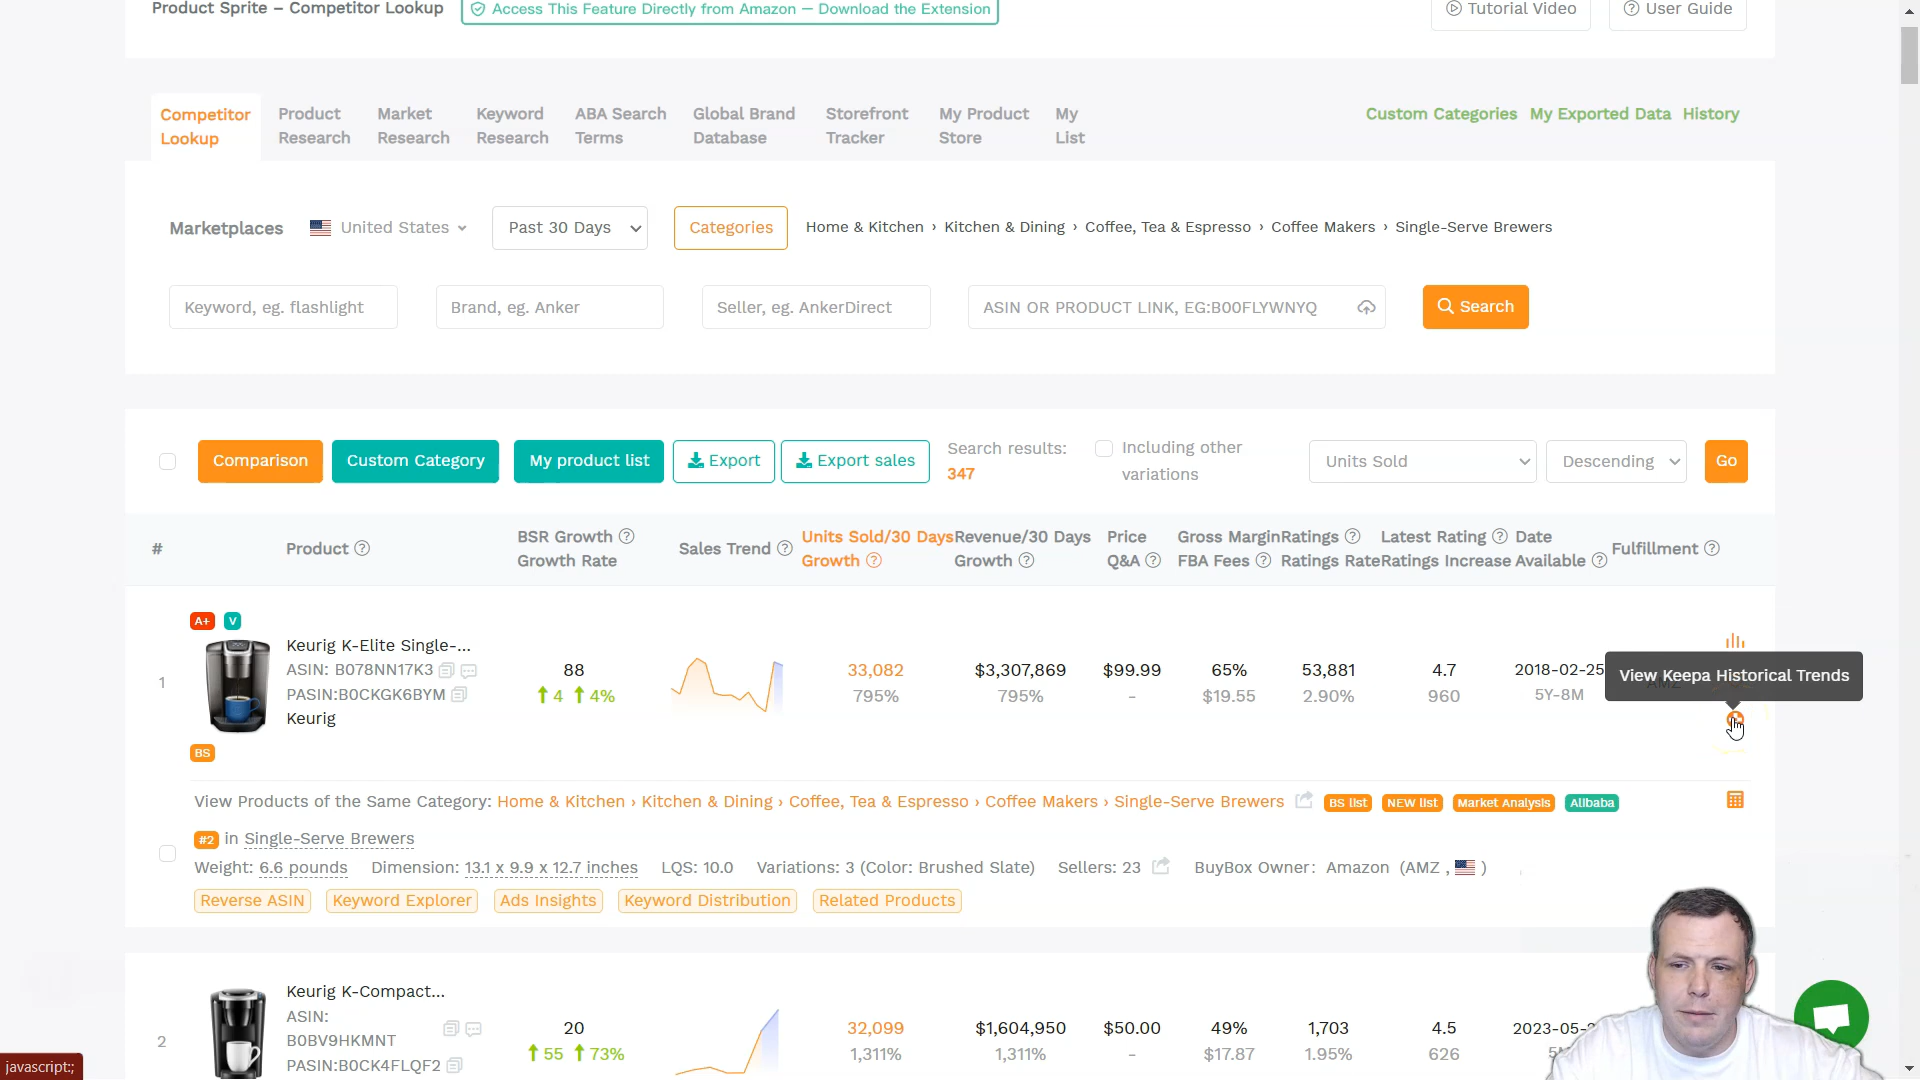 Product Sprite – Competitor Lookup
Access This Feature Directly from Amazon — Download the Extension
Tutorial Video
User Guide
Competitor Lookup
Product Research
Market Research
Keyword Research
ABA Search Terms
Global Brand Database
Storefront Tracker
My Product Store
My List
Custom Categories
My Exported Data
History
Marketplaces
United States
Past 30 Days
Categories
Home & Kitchen › Kitchen & Dining › Coffee, Tea & Espresso › Coffee Makers › Single-Serve Brewers
Keyword, eg. flashlight
Brand, eg. Anker
Seller, eg. AnkerDirect
ASIN OR PRODUCT LINK, EG:B00FLYWNYQ
Search
Comparison
Custom Category
My product list
Export
Export sales
Search results: 347
Including other variations
Units Sold
Descending
Go
#
Product
BSR Growth
Growth Rate
Sales Trend
Units Sold/30 Days
Growth
Revenue/30 Days
Growth
Price
Q&A
Gross Margin
FBA Fees
Ratings
Ratings Rate
Latest Rating
Ratings Increase
Date Available
Fulfillment
1
A+ V
BS
Keurig K-Elite Single-...
ASIN: B078NN17K3
PASIN:B0CKGK6BYM
Keurig
88
4 4%
33,082
795%
$3,307,869
795%
$99.99
-
65%
$19.55
53,881
2.90%
4.7
960
2018-02-25
5Y-8M
View Keepa Historical Trends
View Products of the Same Category: Home & Kitchen › Kitchen & Dining › Coffee, Tea & Espresso › Coffee Makers › Single-Serve Brewers BS list NEW list Market Analysis Alibaba
#2 in Single-Serve Brewers
Weight: 6.6 pounds Dimension: 13.1 x 9.9 x 12.7 inches LQS: 10.0 Variations: 3 (Color: Brushed Slate) Sellers: 23 BuyBox Owner: Amazon (AMZ , )
Reverse ASIN
Keyword Explorer
Ads Insights
Keyword Distribution
Related Products
2
Keurig K-Compact...
ASIN:
B0BV9HKMNT
PASIN:B0CK4FLQF2
20
55 73%
32,099
1,311%
$1,604,950
1,311%
$50.00
-
49%
$17.87
1,703
1.95%
4.5
626
javascript:;